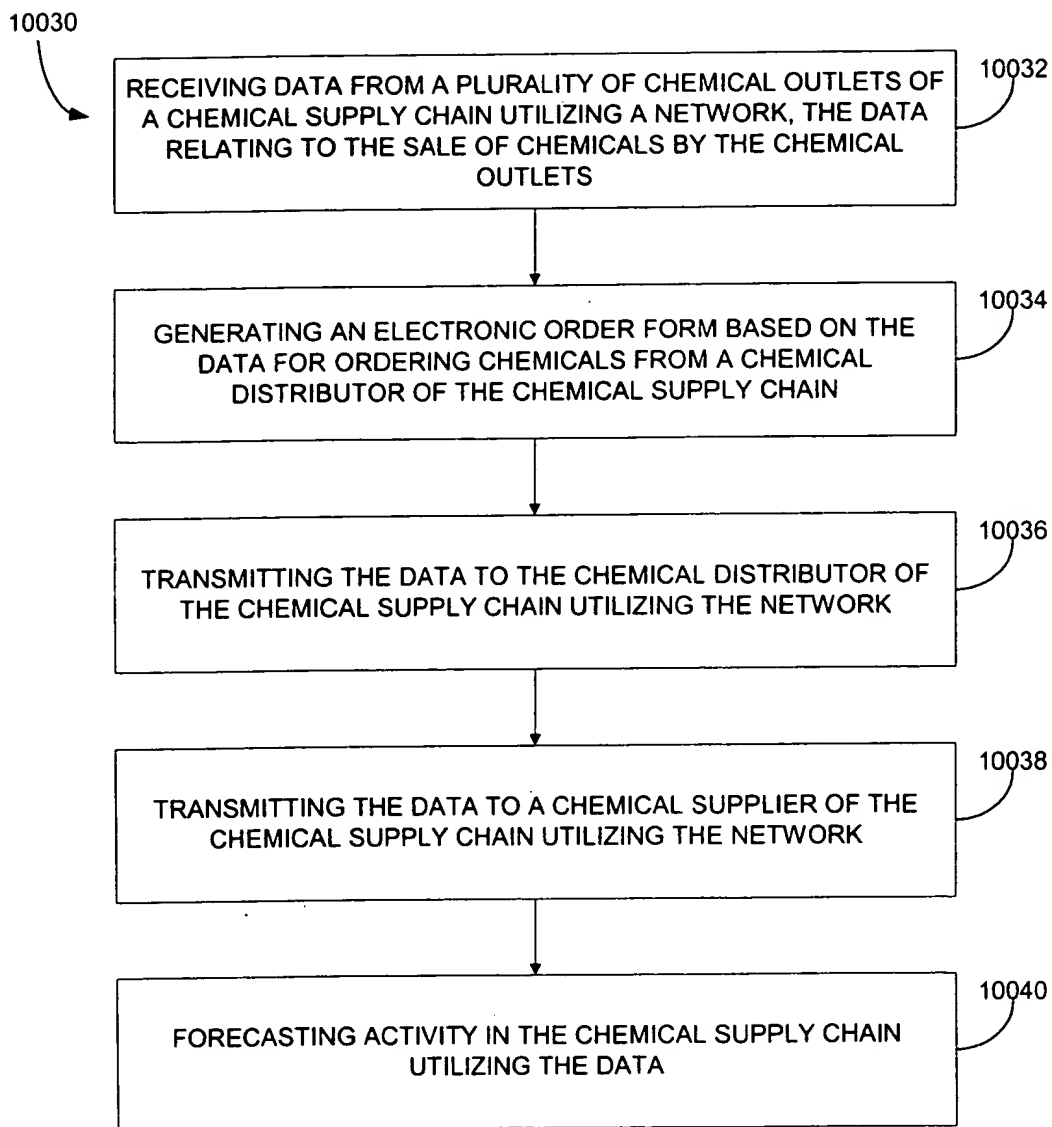 10030
RECEIVING DATA FROM A PLURALITY OF CHEMICAL OUTLETS OF
A CHEMICAL SUPPLY CHAIN UTILIZING A NETWORK, THE DATA
RELATING TO THE SALE OF CHEMICALS BY THE CHEMICAL
OUTLETS
10032
GENERATING AN ELECTRONIC ORDER FORM BASED ON THE
DATA FOR ORDERING CHEMICALS FROM A CHEMICAL
DISTRIBUTOR OF THE CHEMICAL SUPPLY CHAIN
10034
TRANSMITTING THE DATA TO THE CHEMICAL DISTRIBUTOR OF
THE CHEMICAL SUPPLY CHAIN UTILIZING THE NETWORK
10036
TRANSMITTING THE DATA TO A CHEMICAL SUPPLIER OF THE
CHEMICAL SUPPLY CHAIN UTILIZING THE NETWORK
10038
FORECASTING ACTIVITY IN THE CHEMICAL SUPPLY CHAIN
UTILIZING THE DATA
10040